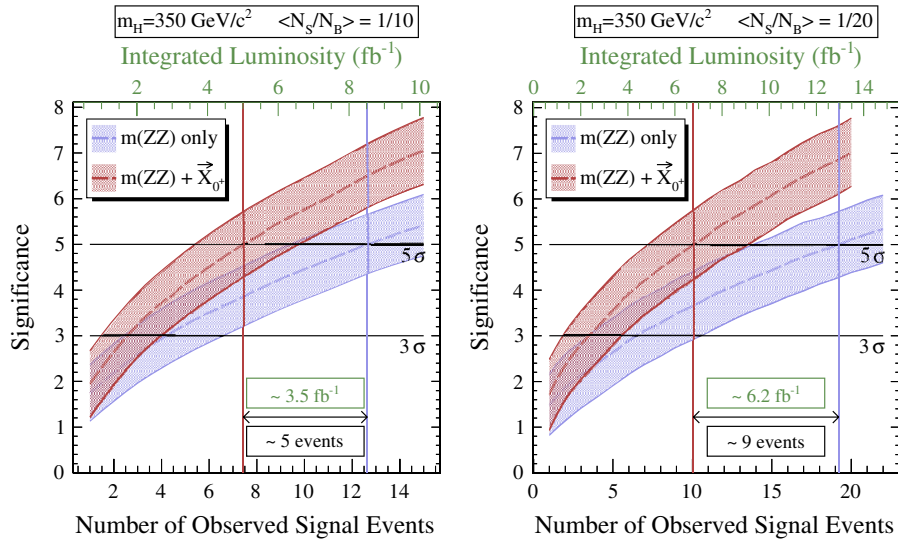 m_H=350 GeV/c² <N_S/N_B> = 1/10
Integrated Luminosity (fb⁻¹)
2 4 6 8 10
8
7
6
5
4
3
2
1
0
Significance
m(ZZ) only
m(ZZ) + X⃗_0⁺
5 σ
3 σ
~ 3.5 fb⁻¹
~ 5 events
2 4 6 8 10 12 14
Number of Observed Signal Events
m_H=350 GeV/c² <N_S/N_B> = 1/20
Integrated Luminosity (fb⁻¹)
0 2 4 6 8 10 12 14
8
7
6
5
4
3
2
1
0
Significance
m(ZZ) only
m(ZZ) + X⃗_0⁺
5 σ
3 σ
~ 6.2 fb⁻¹
~ 9 events
0 5 10 15 20
Number of Observed Signal Events